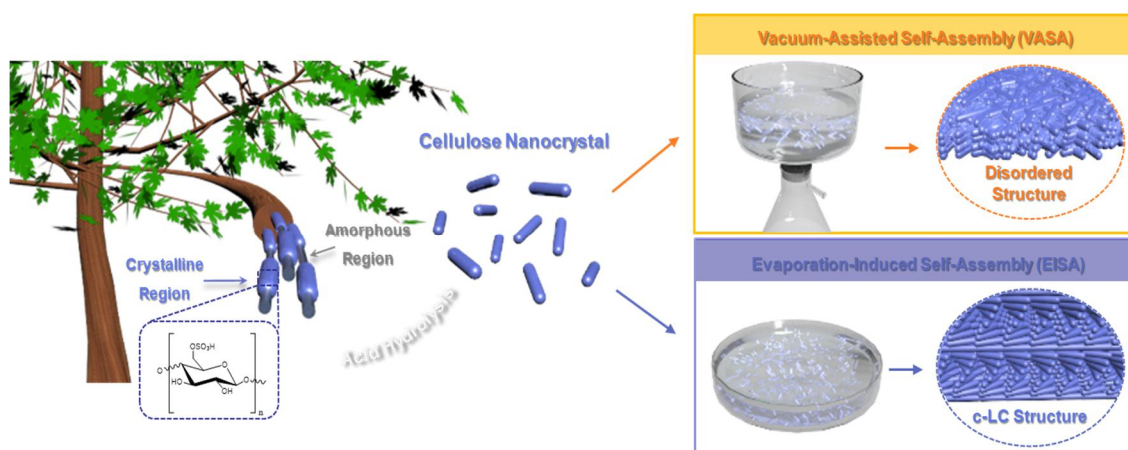 Cellulose Nanocrystal
Amorphous
Region
Crystalline
Region
Acid Hydrolysis
OSO₃H
O
O
HO
OH
O
n
Vacuum-Assisted Self-Assembly (VASA)
Disordered
Structure
Evaporation-Induced Self-Assembly (EISA)
c-LC Structure